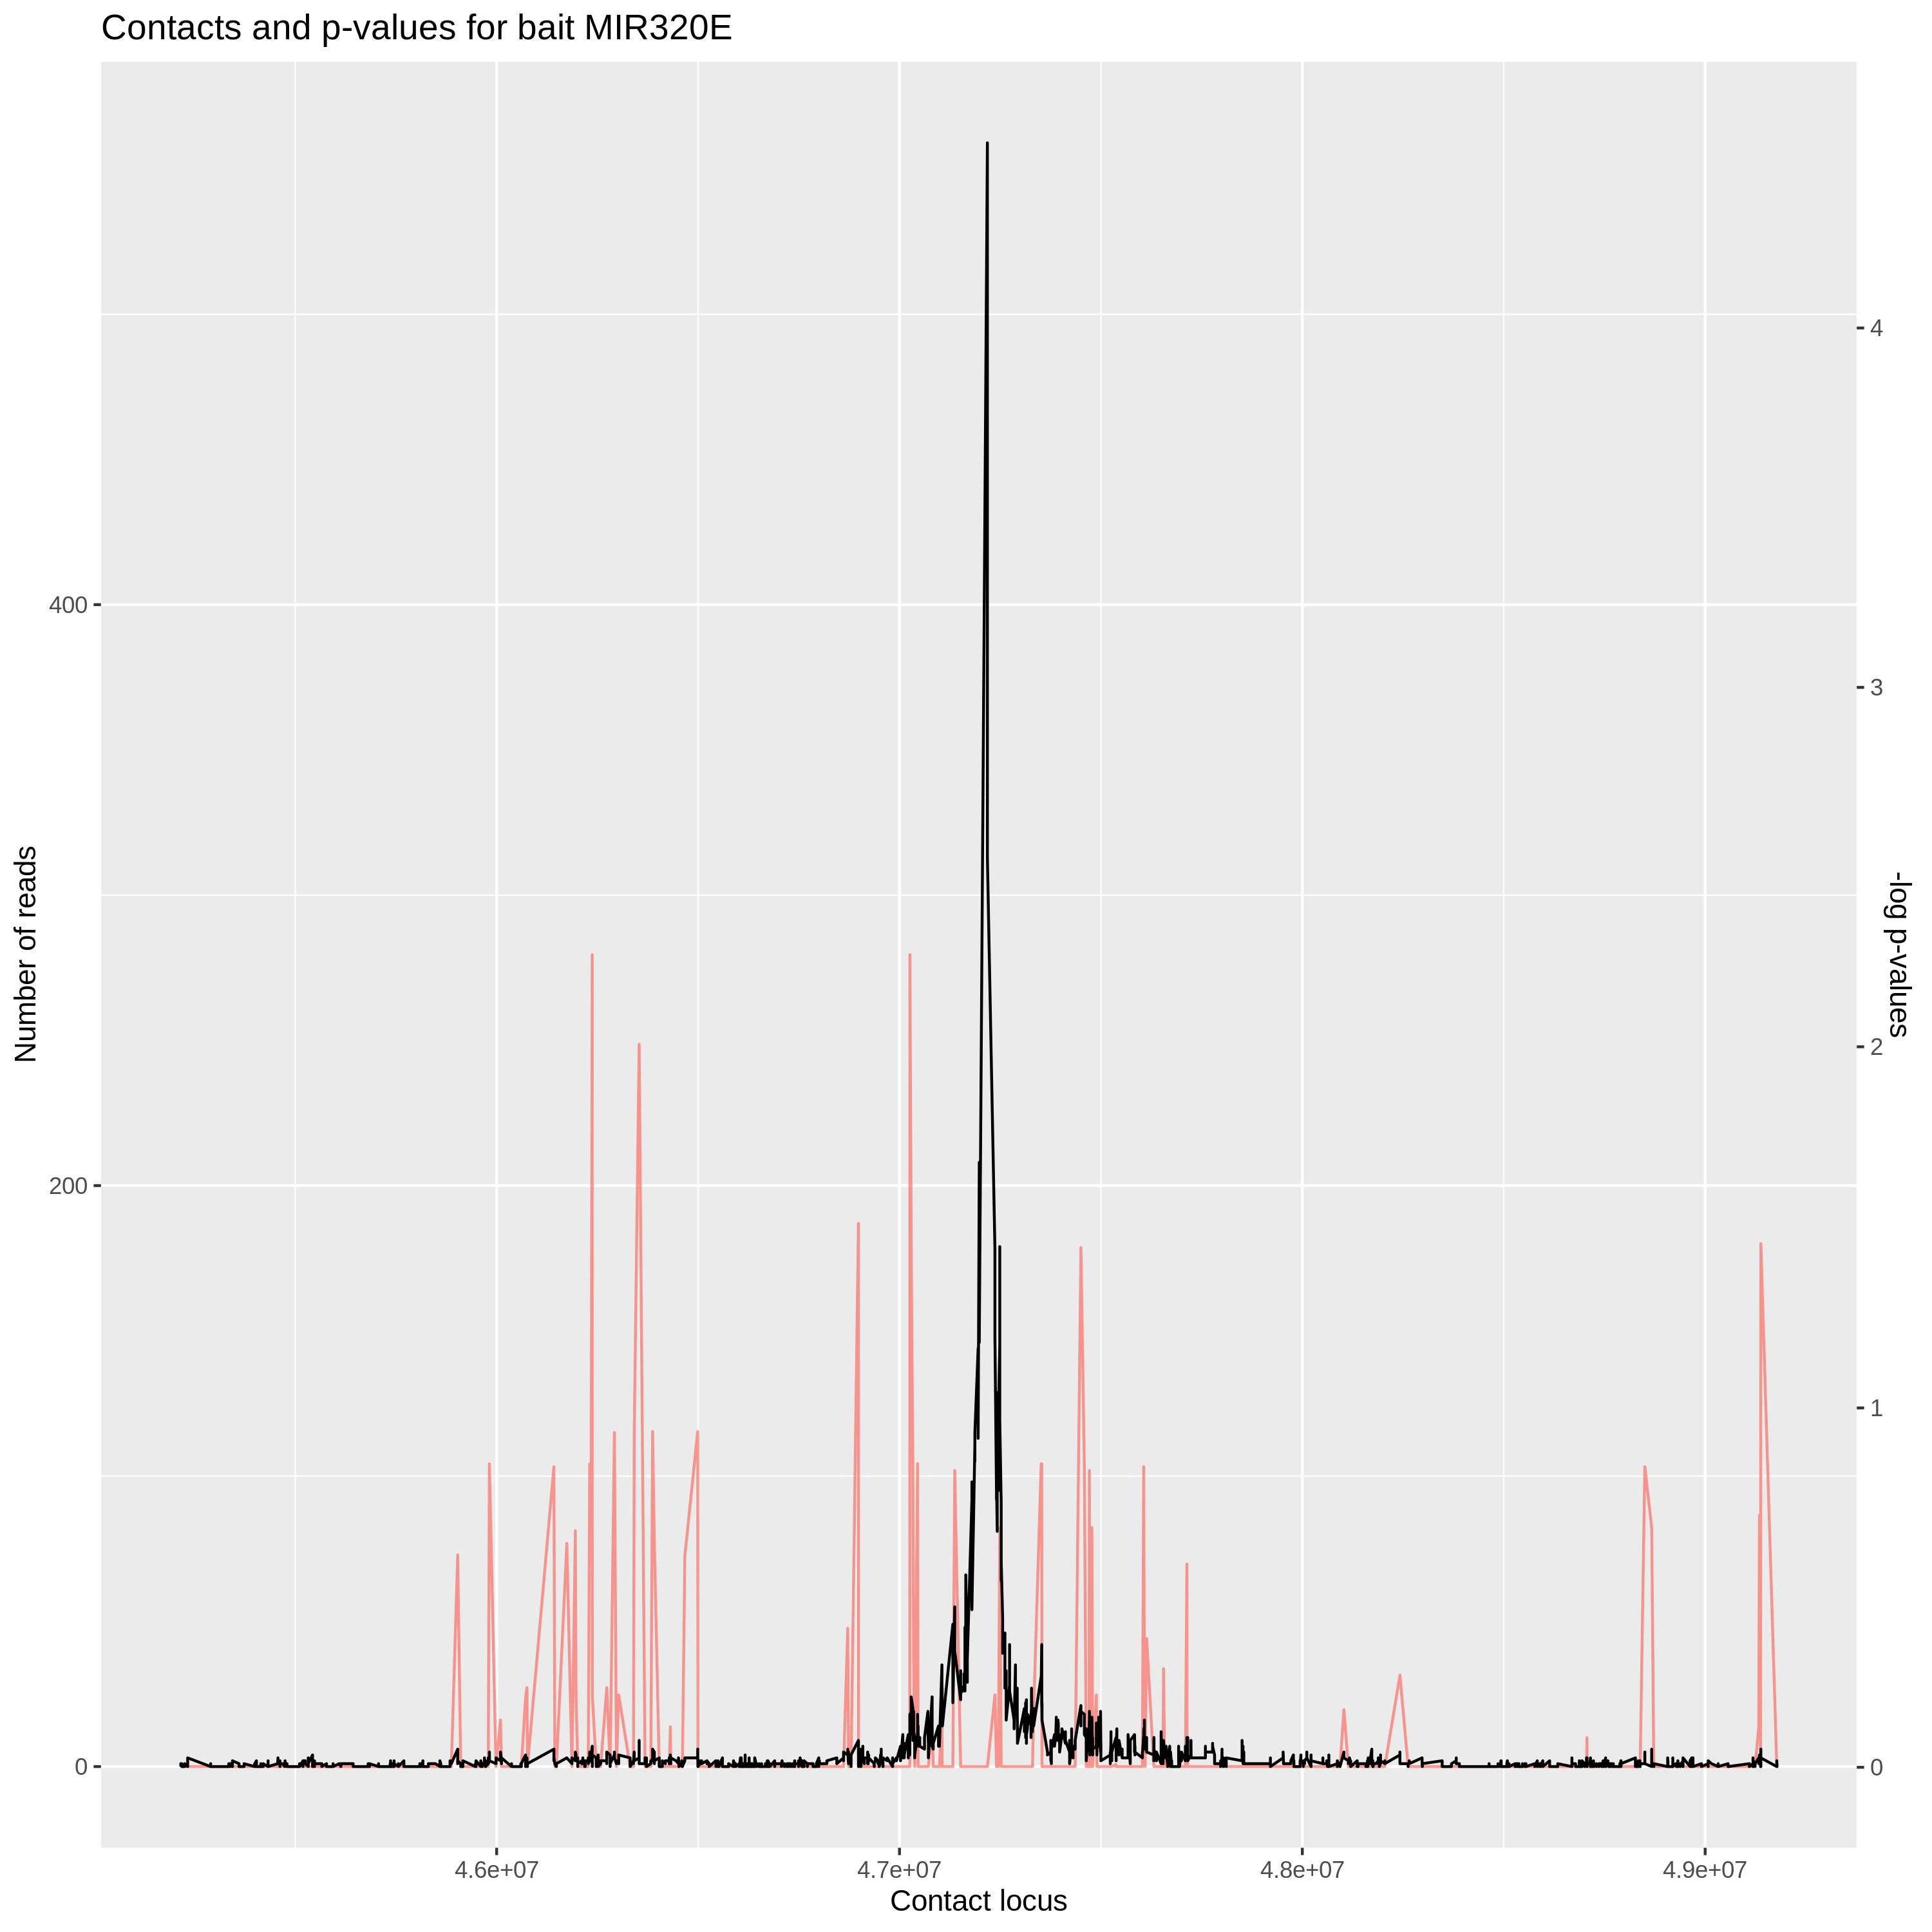 Contacts and p-values for bait MIR320E
Number of reads
400
200
0
4
3
2
1
0
-log p-values
4.6e+07 4.7e+07 4.8e+07 4.9e+07
Contact locus